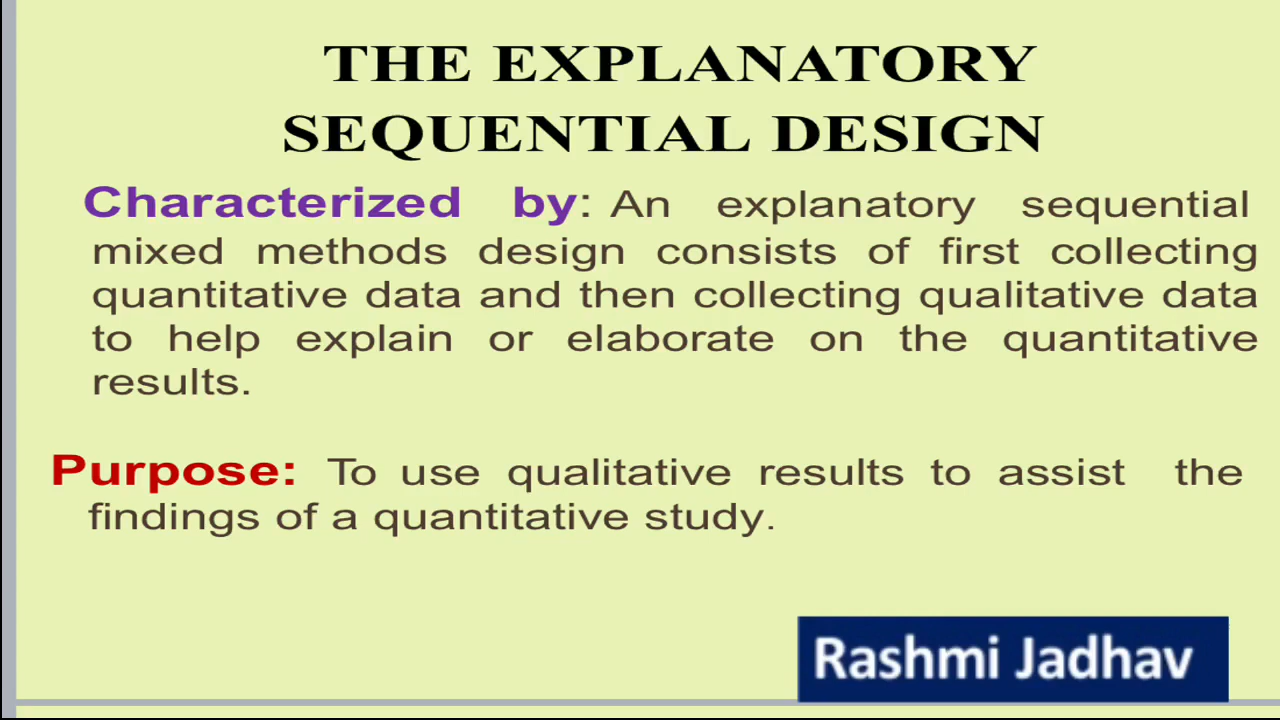 THE EXPLANATORY
SEQUENTIAL DESIGN
Characterized by: An explanatory sequential
mixed methods design consists of first collecting
quantitative data and then collecting qualitative data
to help explain or elaborate on the quantitative
results.
Purpose: To use qualitative results to assist the
findings of a quantitative study.
Rashmi Jadhav